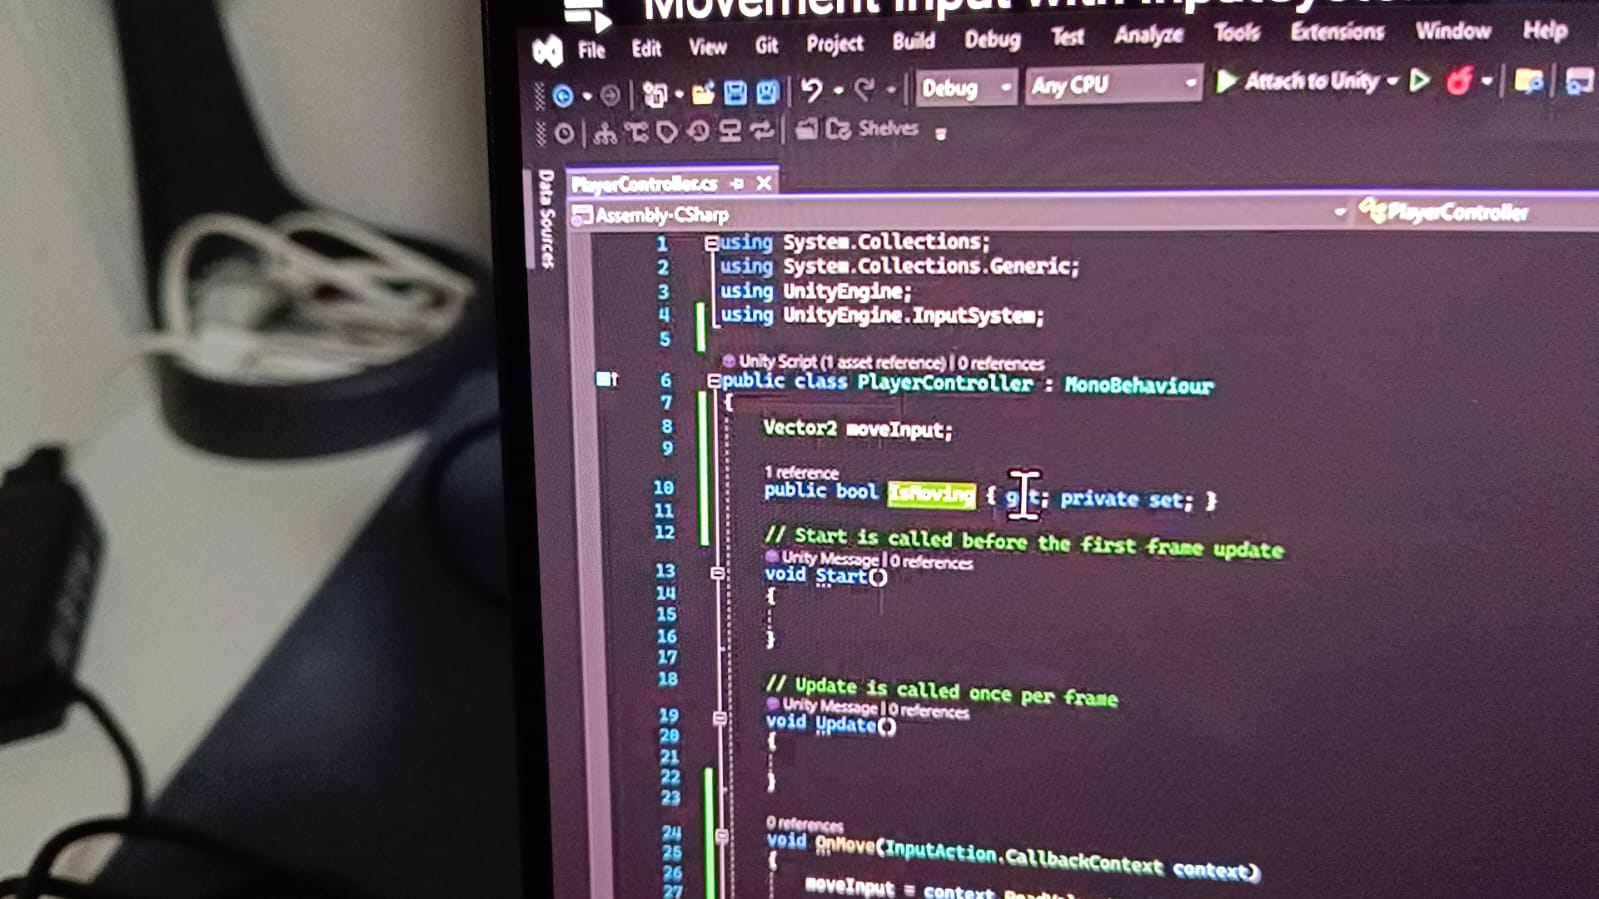 Movement Input with InputSystem
File Edit View Git Project Build Debug Test Analyze Tools Extensions Window Help
Debug Any CPU Attach to Unity
Shelves
Data Sources
PlayerController.cs
Assembly-CSharp PlayerController
1 using System.Collections;
2 using System.Collections.Generic;
3 using UnityEngine;
4 using UnityEngine.InputSystem;
5
Unity Script (1 asset reference) | 0 references
6 public class PlayerController : MonoBehaviour
7 {
8 Vector2 moveInput;
9
1 reference
10 public bool IsMoving { get; private set; }
11
12 // Start is called before the first frame update
Unity Message | 0 references
13 void Start()
14 {
15
16 }
17
18 // Update is called once per frame
Unity Message | 0 references
19 void Update()
20 {
21
22 }
23
0 references
24 void OnMove(InputAction.CallbackContext context)
25 {
26 moveInput = context.
27